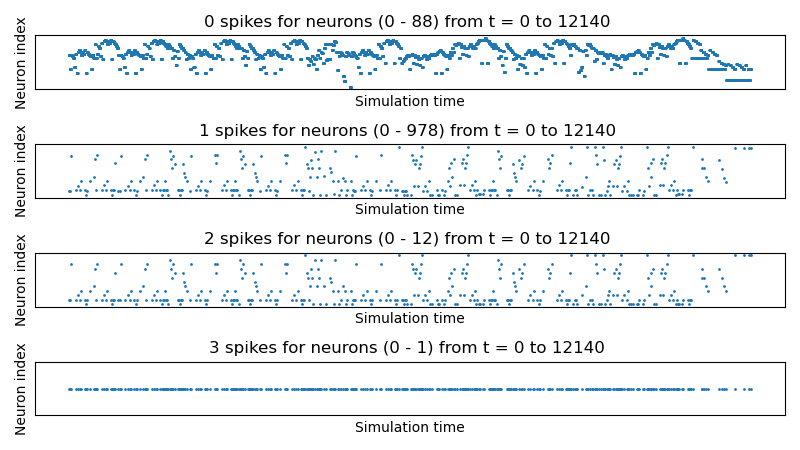 0 spikes for neurons (0 - 88) from t = 0 to 12140
Neuron index
Simulation time
1 spikes for neurons (0 - 978) from t = 0 to 12140
Neuron index
Simulation time
2 spikes for neurons (0 - 12) from t = 0 to 12140
Neuron index
Simulation time
3 spikes for neurons (0 - 1) from t = 0 to 12140
Neuron index
Simulation time